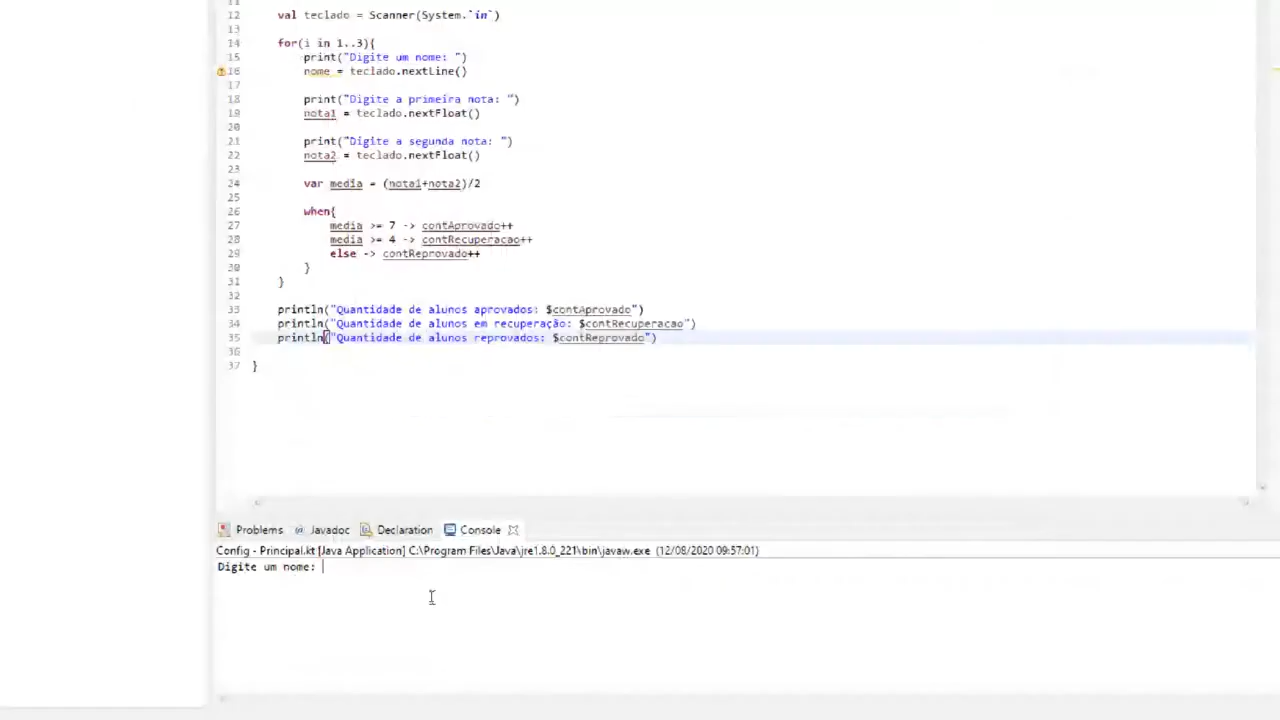 12 val teclado = Scanner(System.`in`)
13
14 for(i in 1..3){
15 print("Digite um nome: ")
16 nome = teclado.nextLine()
17
18 print("Digite a primeira nota: ")
19 nota1 = teclado.nextFloat()
20
21 print("Digite a segunda nota: ")
22 nota2 = teclado.nextFloat()
23
24 var media = (nota1+nota2)/2
25
26 when{
27 media >= 7 -> contAprovado++
28 media >= 4 -> contRecuperacao++
29 else -> contReprovado++
30 }
31 }
32
33 println("Quantidade de alunos aprovados: $contAprovado")
34 println("Quantidade de alunos em recuperação: $contRecuperacao")
35 println("Quantidade de alunos reprovados: $contReprovado")
36
37 }
Problems Javadoc Declaration Console
Config - Principal.kt [Java Application] C:\Program Files\Java\jre1.8.0_221\bin\javaw.exe (12/08/2020 09:57:01)
Digite um nome: